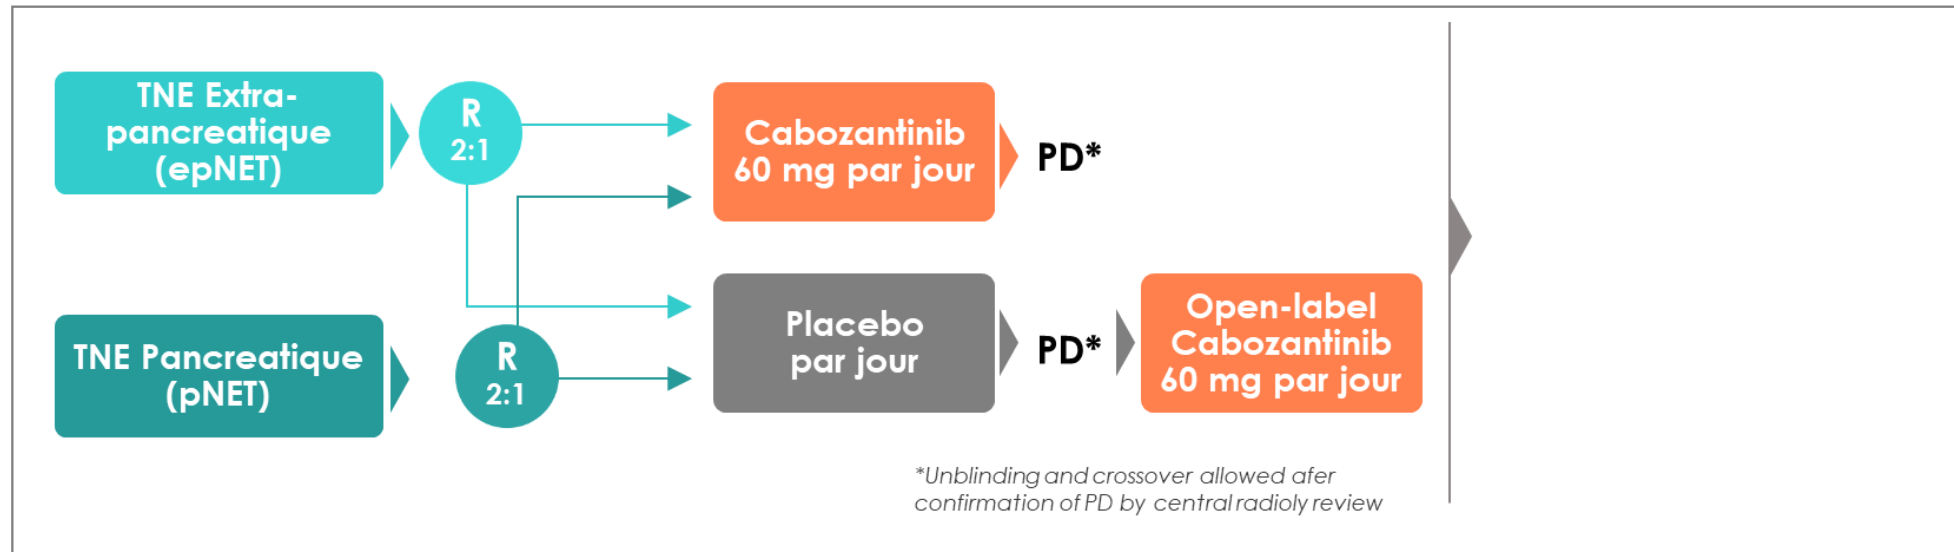 TNE Extra-
pancreatique
(epNET)
R
2:1
Cabozantinib
60 mg par jour
PD*
TNE Pancreatique
(pNET)
R
2:1
Placebo
par jour
PD*
Open-label
Cabozantinib
60 mg par jour
*Unblinding and crossover allowed afer
confirmation of PD by central radioly review